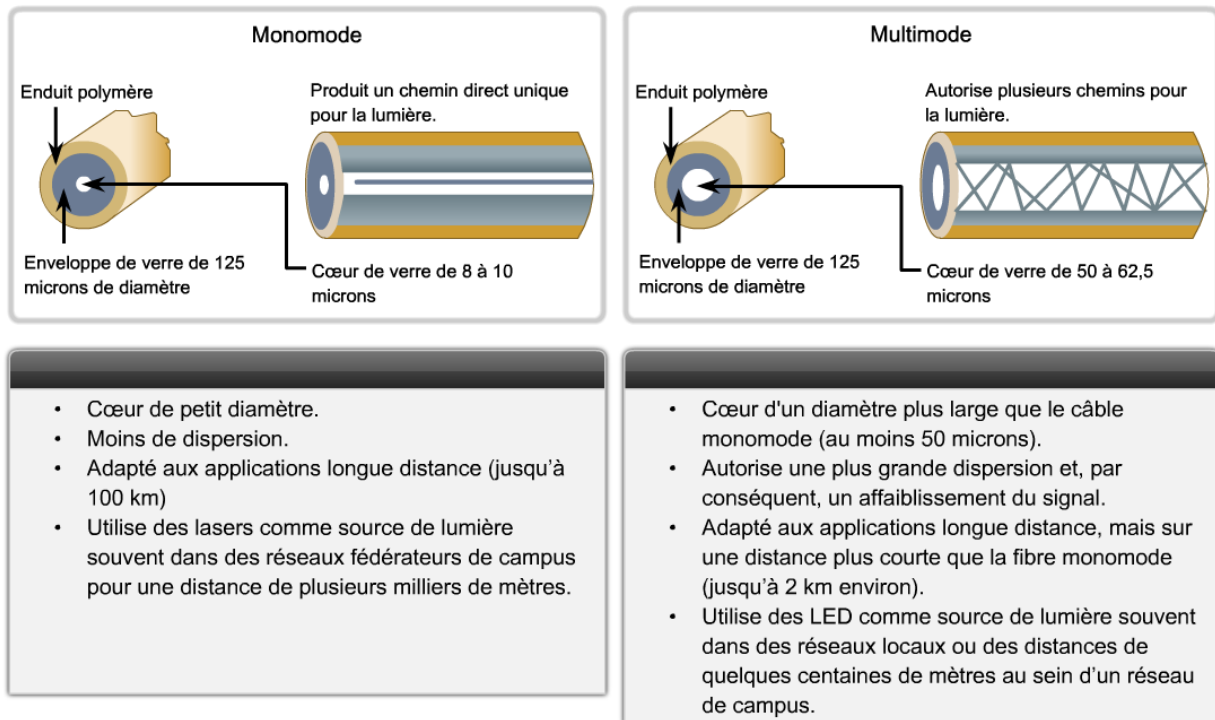 Monomode
Enduit polymère
Produit un chemin direct unique
pour la lumière.
Enveloppe de verre de 125
microns de diamètre
Cœur de verre de 8 à 10
microns
Multimode
Enduit polymère
Autorise plusieurs chemins pour
la lumière.
Enveloppe de verre de 125
microns de diamètre
Cœur de verre de 50 à 62,5
microns
• Cœur de petit diamètre.
• Moins de dispersion.
• Adapté aux applications longue distance (jusqu'à
100 km)
• Utilise des lasers comme source de lumière
souvent dans des réseaux fédérateurs de campus
pour une distance de plusieurs milliers de mètres.
• Cœur d'un diamètre plus large que le câble
monomode (au moins 50 microns).
• Autorise une plus grande dispersion et, par
conséquent, un affaiblissement du signal.
• Adapté aux applications longue distance, mais sur
une distance plus courte que la fibre monomode
(jusqu'à 2 km environ).
• Utilise des LED comme source de lumière souvent
dans des réseaux locaux ou des distances de
quelques centaines de mètres au sein d'un réseau
de campus.